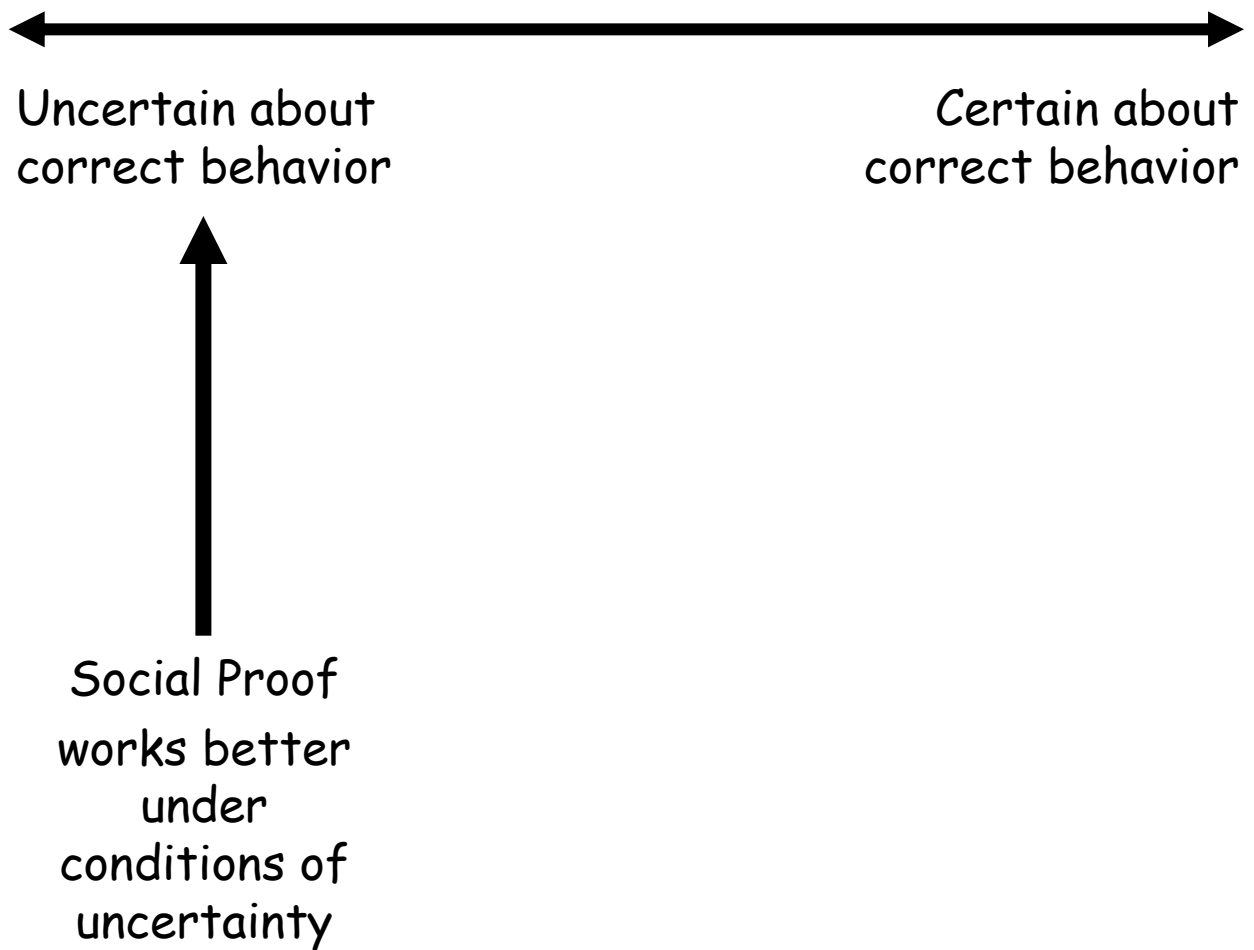 Uncertain about
correct behavior
Certain about
correct behavior
Social Proof
works better
under
conditions of
uncertainty